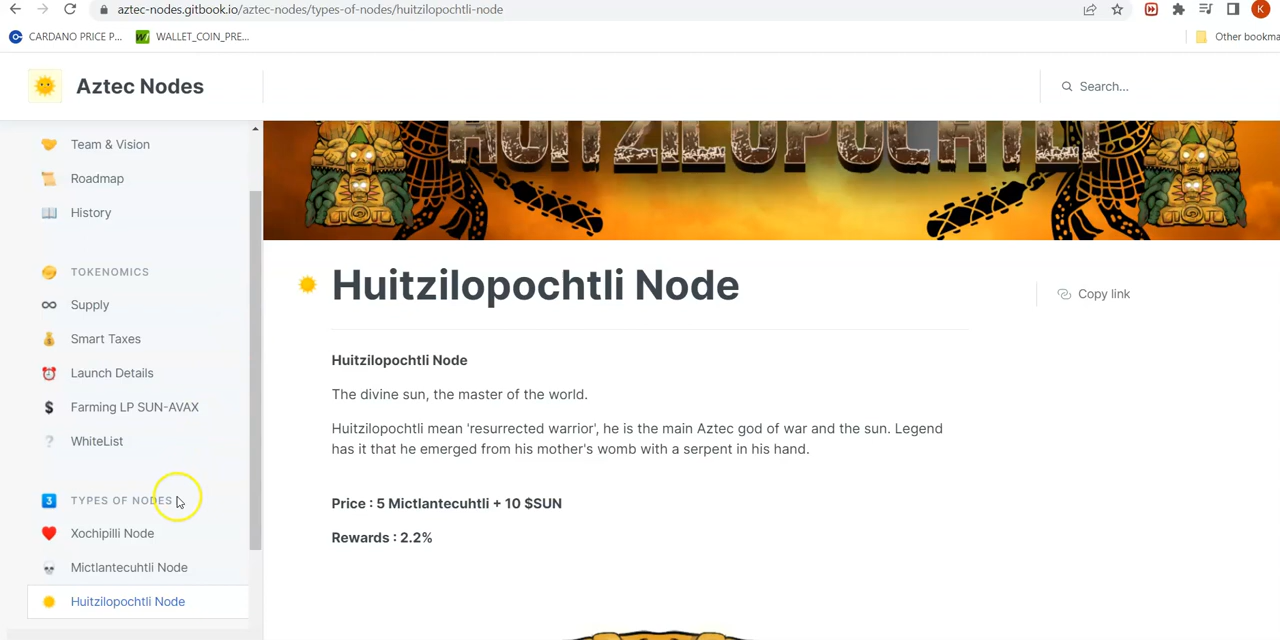 aztec-nodes.gitbook.io/aztec-nodes/types-of-nodes/huitzilopochtli-node
K
CARDANO PRICE P...
WALLET_COIN_PRE...
Other bookma
Aztec Nodes
Search...
HUITZILOPOCHTLI
Team & Vision
Roadmap
History
TOKENOMICS
Supply
Smart Taxes
Launch Details
$ Farming LP SUN-AVAX
? WhiteList
3 TYPES OF NODES
Xochipilli Node
Mictlantecuhtli Node
Huitzilopochtli Node
Huitzilopochtli Node
Copy link
Huitzilopochtli Node
The divine sun, the master of the world.
Huitzilopochtli mean 'resurrected warrior', he is the main Aztec god of war and the sun. Legend
has it that he emerged from his mother's womb with a serpent in his hand.
Price : 5 Mictlantecuhtli + 10 $SUN
Rewards : 2.2%